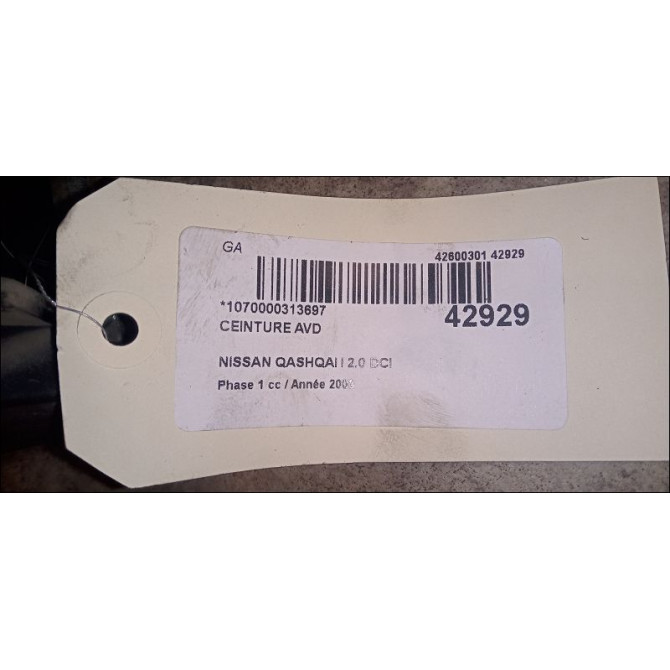 GA
42600301 42929
*1070000313697
42929
CEINTURE AVD
NISSAN QASHQAI I 2.0 DCI
Phase 1 cc / Année